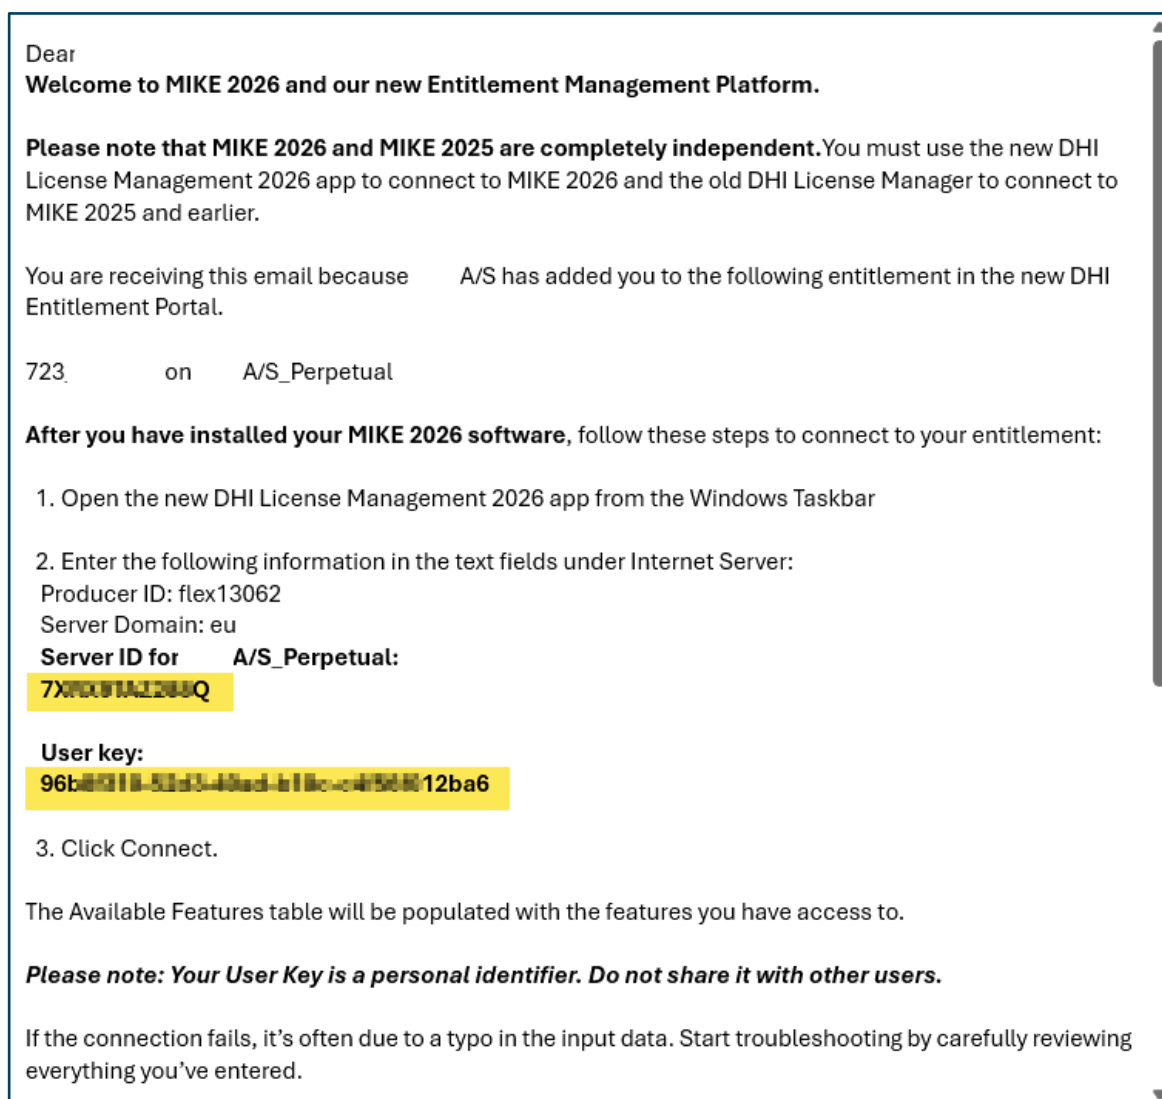 Dear
Welcome to MIKE 2026 and our new Entitlement Management Platform.
Please note that MIKE 2026 and MIKE 2025 are completely independent.You must use the new DHI
License Management 2026 app to connect to MIKE 2026 and the old DHI License Manager to connect to
MIKE 2025 and earlier.
You are receiving this email because A/S has added you to the following entitlement in the new DHI
Entitlement Portal.
723 on A/S_Perpetual
After you have installed your MIKE 2026 software, follow these steps to connect to your entitlement:
1. Open the new DHI License Management 2026 app from the Windows Taskbar
2. Enter the following information in the text fields under Internet Server:
Producer ID: flex13062
Server Domain: eu
Server ID for A/S_Perpetual:
User key:
3. Click Connect.
The Available Features table will be populated with the features you have access to.
Please note: Your User Key is a personal identifier. Do not share it with other users.
If the connection fails, it’s often due to a typo in the input data. Start troubleshooting by carefully reviewing
everything you’ve entered.